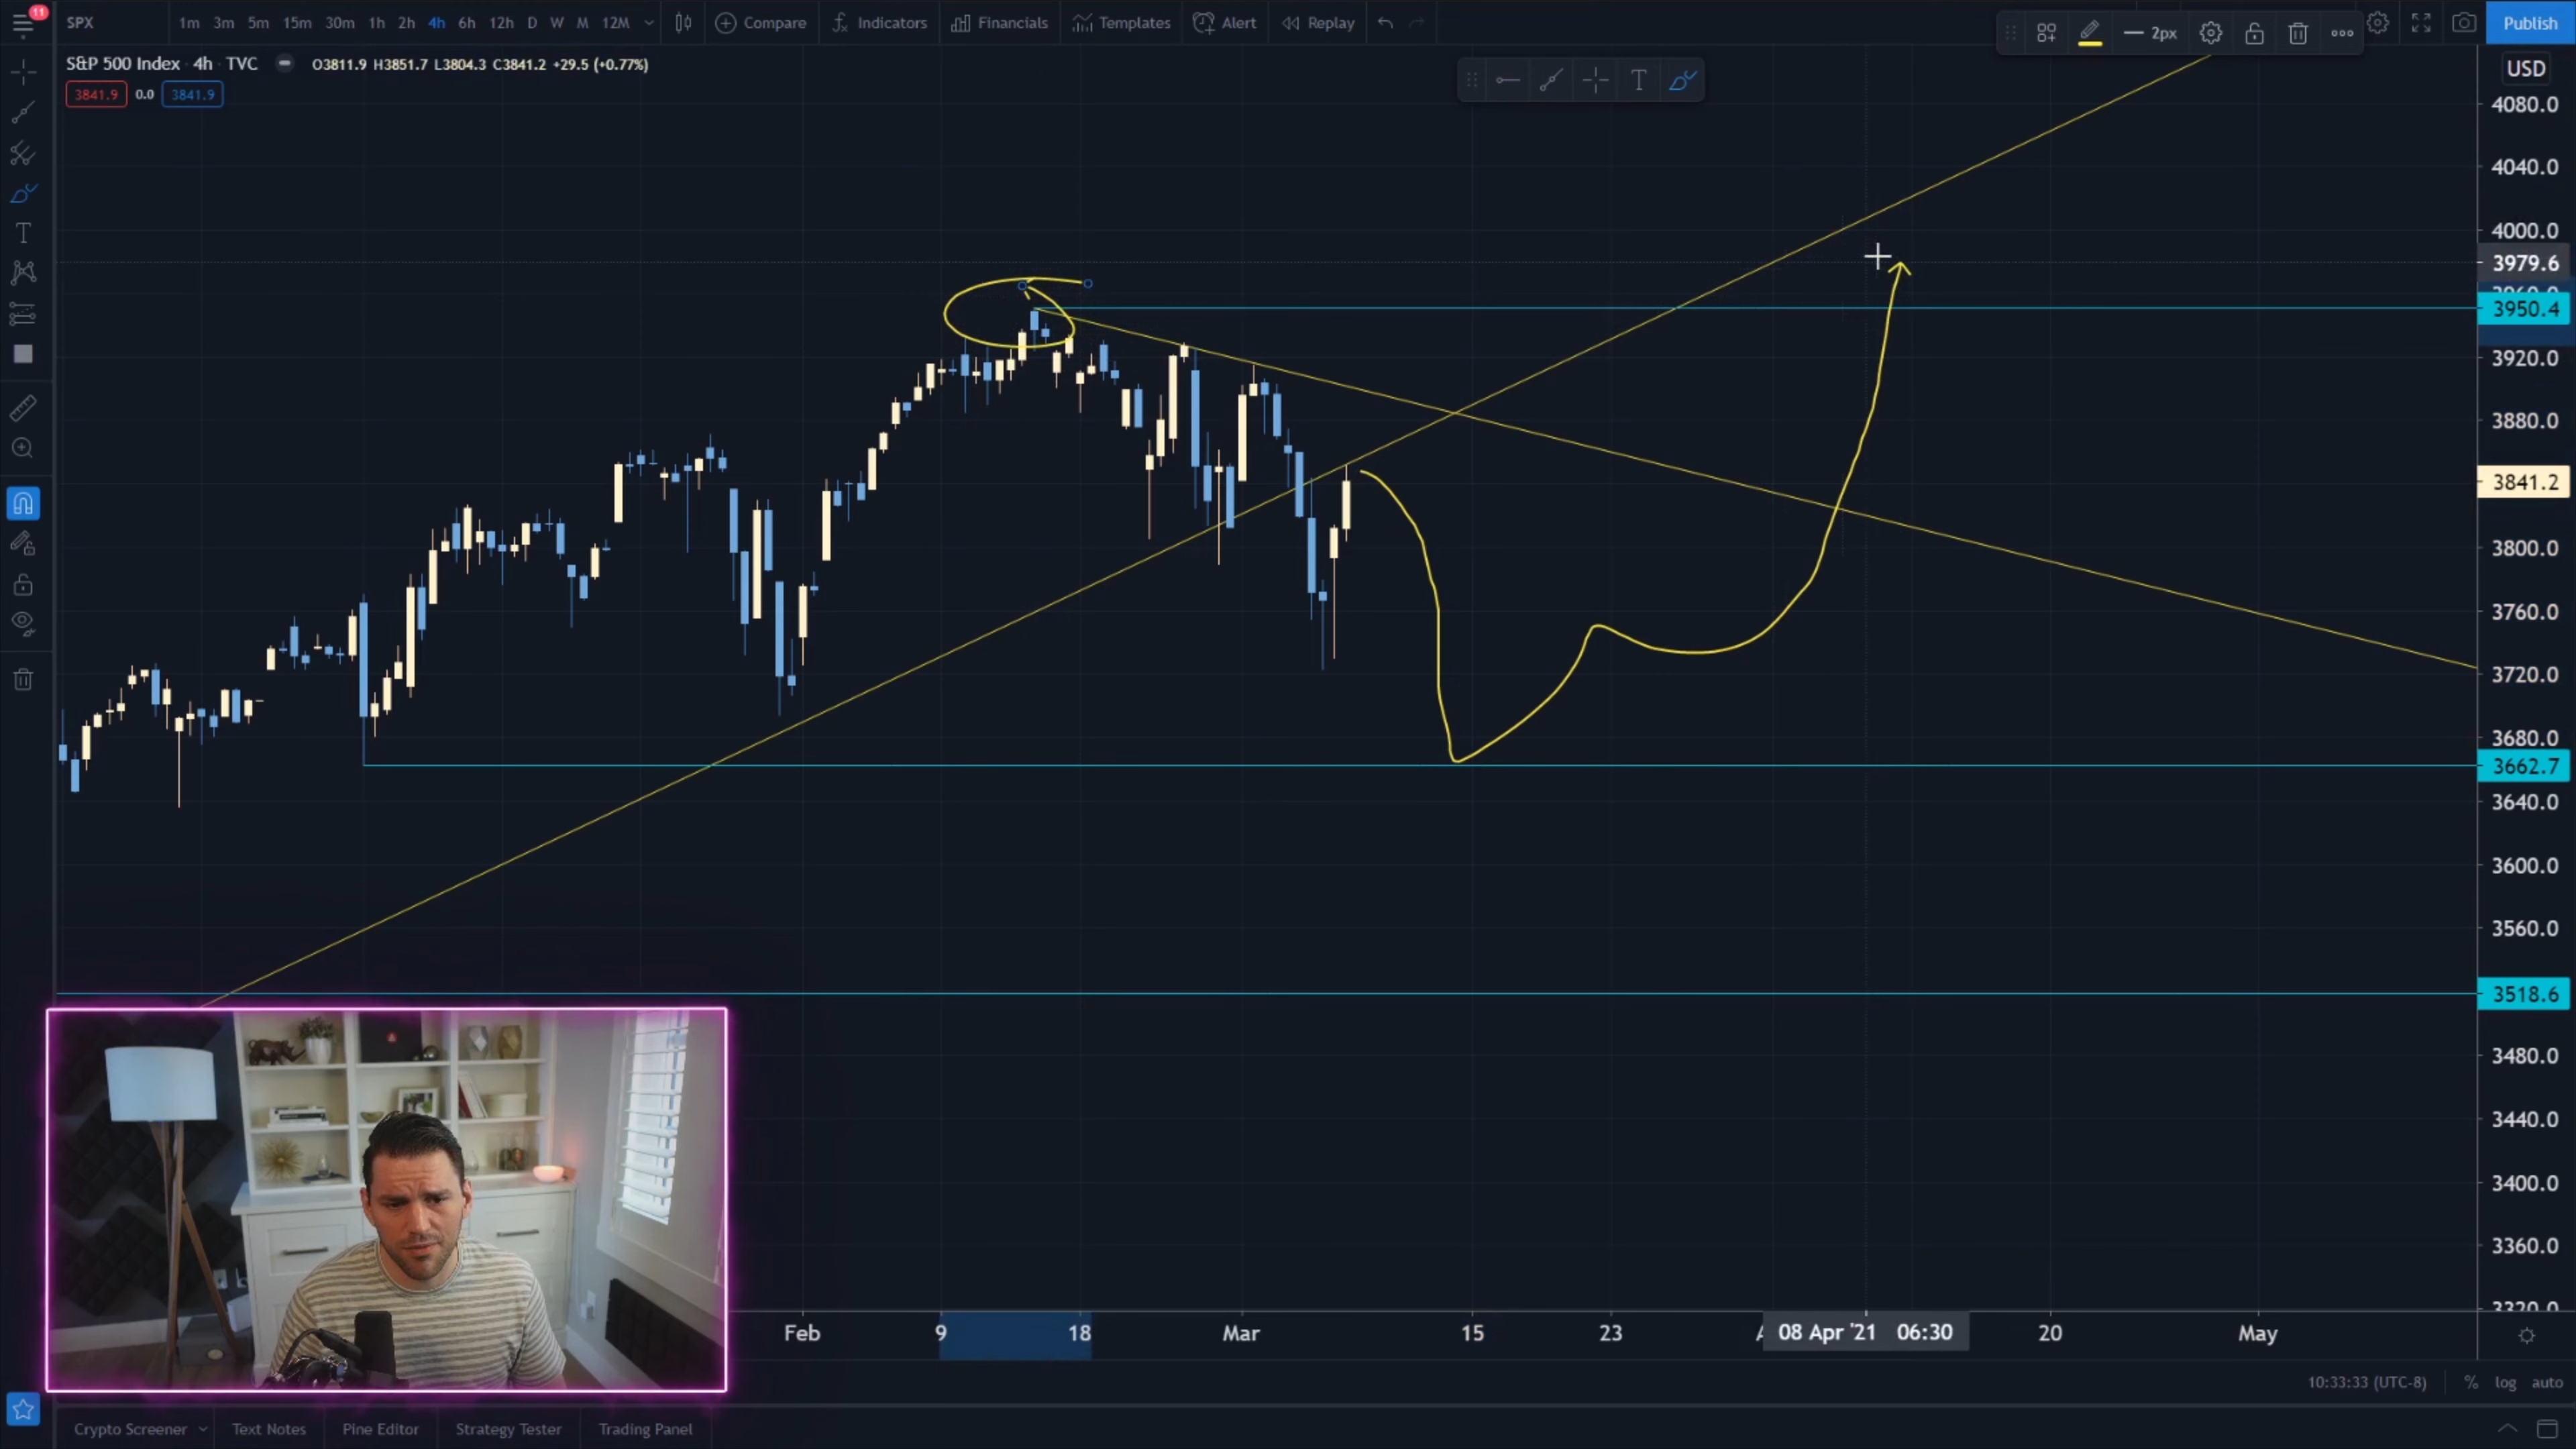 11
SPX 1m 3m 5m 15m 30m 1h 2h 4h 6h 12h D W M 12M Compare Indicators Financials Templates Alert Replay 2px Publish
S&P 500 Index 4h TVC O3811.9 H3851.7 L3804.3 C3841.2 +29.5 (+0.77%)
3841.9 0.0 3841.9
T
T
USD
4080.0
4040.0
4000.0
3979.6
3950.4
3920.0
3880.0
3841.2
3800.0
3760.0
3720.0
3680.0
3662.7
3640.0
3600.0
3560.0
3518.6
3480.0
3440.0
3400.0
3360.0
3320.0
Feb 9 18 Mar 15 23 08 Apr '21 06:30 20 May
10:33:33 (UTC-8) % log auto
Crypto Screener Text Notes Pine Editor Strategy Tester Trading Panel